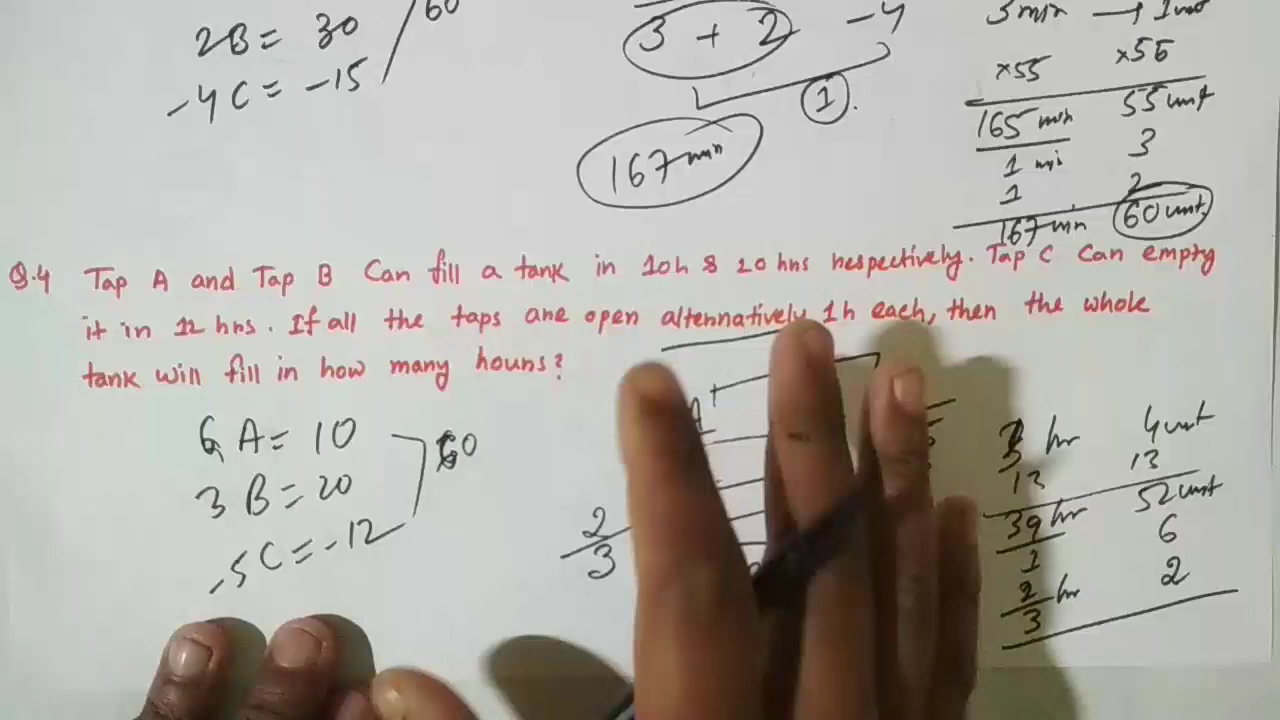 2B = 30
60
-4C = -15
3 + 2 -4
1
167 min
3 min → 1 unit
×55 ×55
165 min 55 unit
1 min 3
1 2
167 min 60 unit
Q.4 Tap A and Tap B Can fill a tank in 10h & 20 hrs respectively. Tap C Can empty
it in 12 hrs. If all the taps are open alternatively 1h each, then the whole
tank will fill in how many hours?
6 A = 10
60
3 B = 20
-5 C = -12
2
3
A
3 hr 4 unit
13 13
39 hr 52 unit
1 6
2/3 hr 2